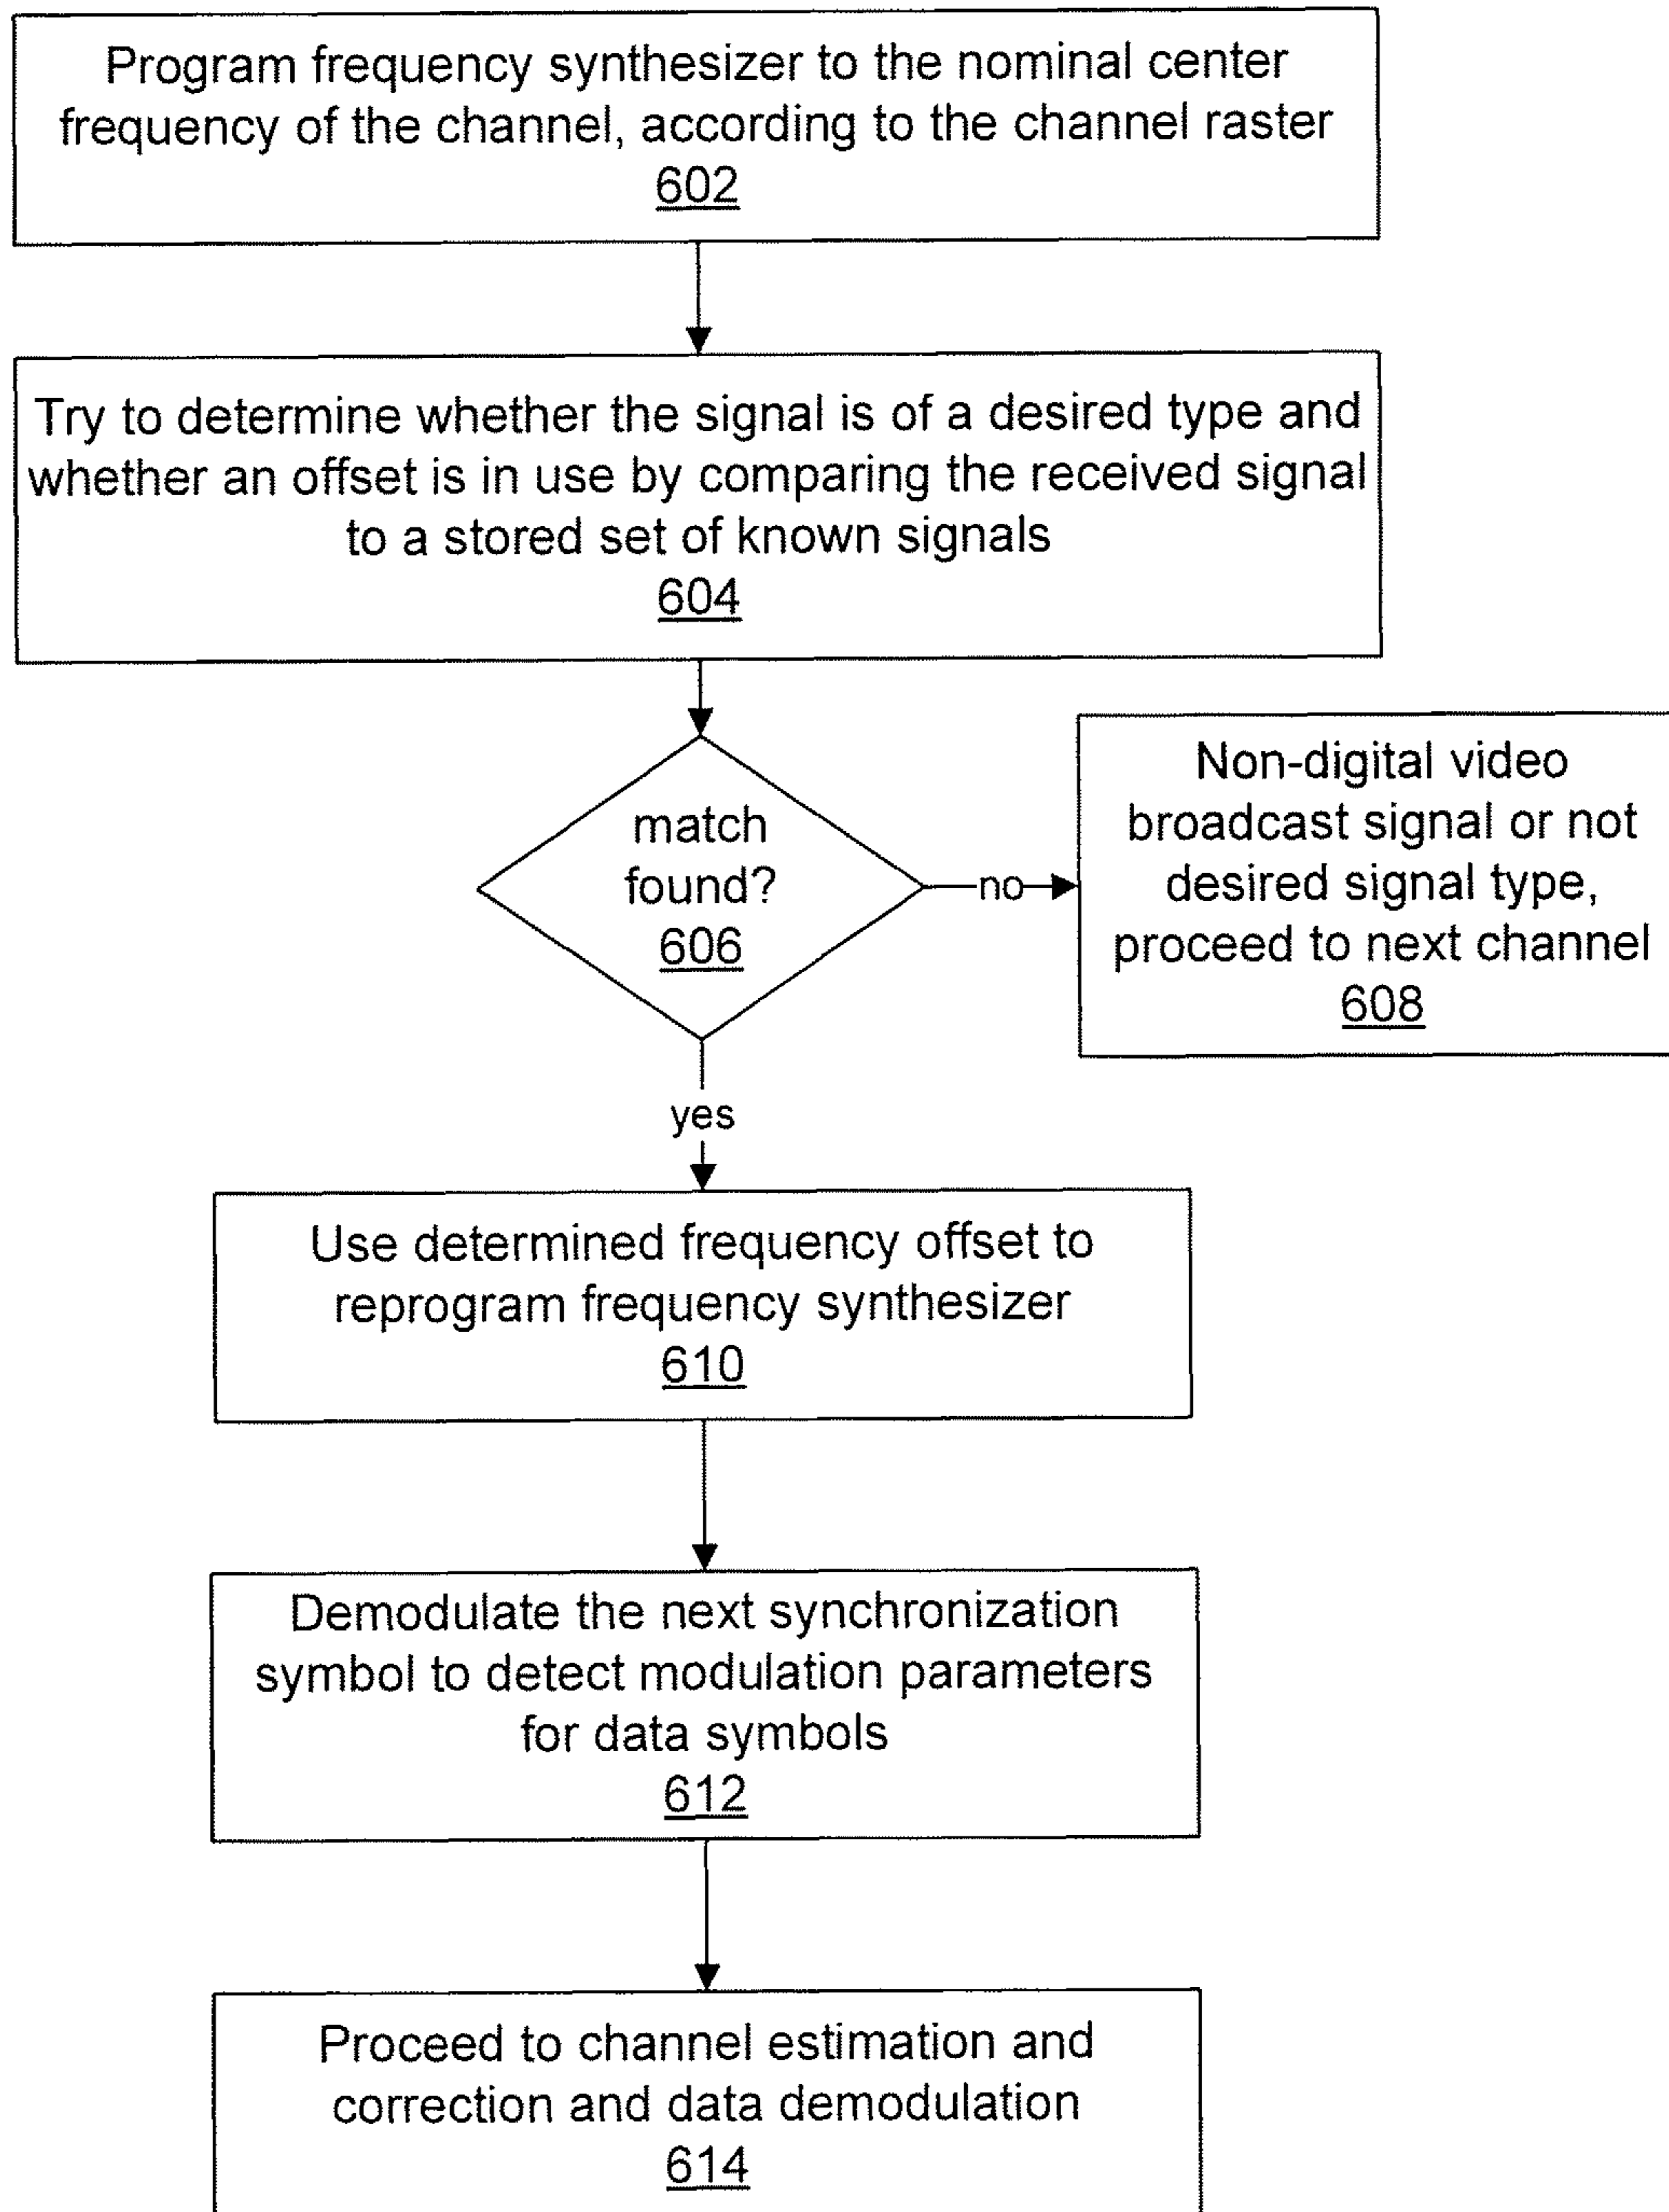 Program frequency synthesizer to the nominal center
frequency of the channel, according to the channel raster
602
Try to determine whether the signal is of a desired type and
whether an offset is in use by comparing the received signal
to a stored set of known signals
604
match
found?
606
no
Non-digital video
broadcast signal or not
desired signal type,
proceed to next channel
608
yes
Use determined frequency offset to
reprogram frequency synthesizer
610
Demodulate the next synchronization
symbol to detect modulation parameters
for data symbols
612
Proceed to channel estimation and
correction and data demodulation
614